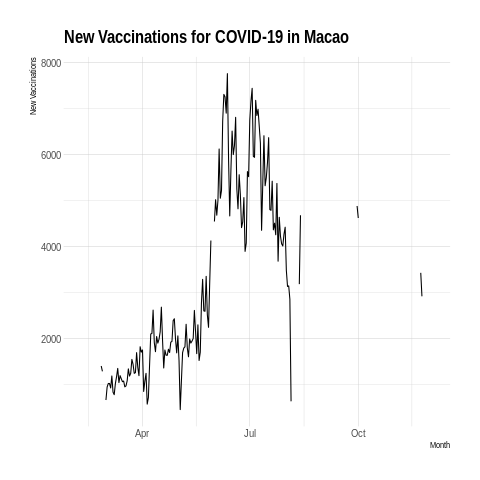 New Vaccinations for COVID-19 in Macao
New Vaccinations
8000
6000
4000
2000
Apr Jul Oct
Month